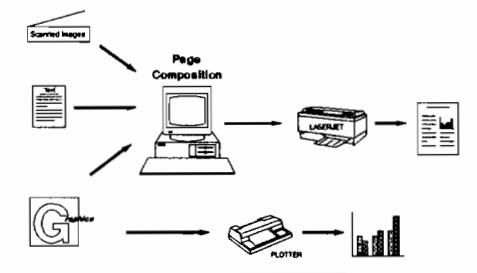 Scanned Images
Page
Composition
Text
LASERJET
Graphics
PLOTTER